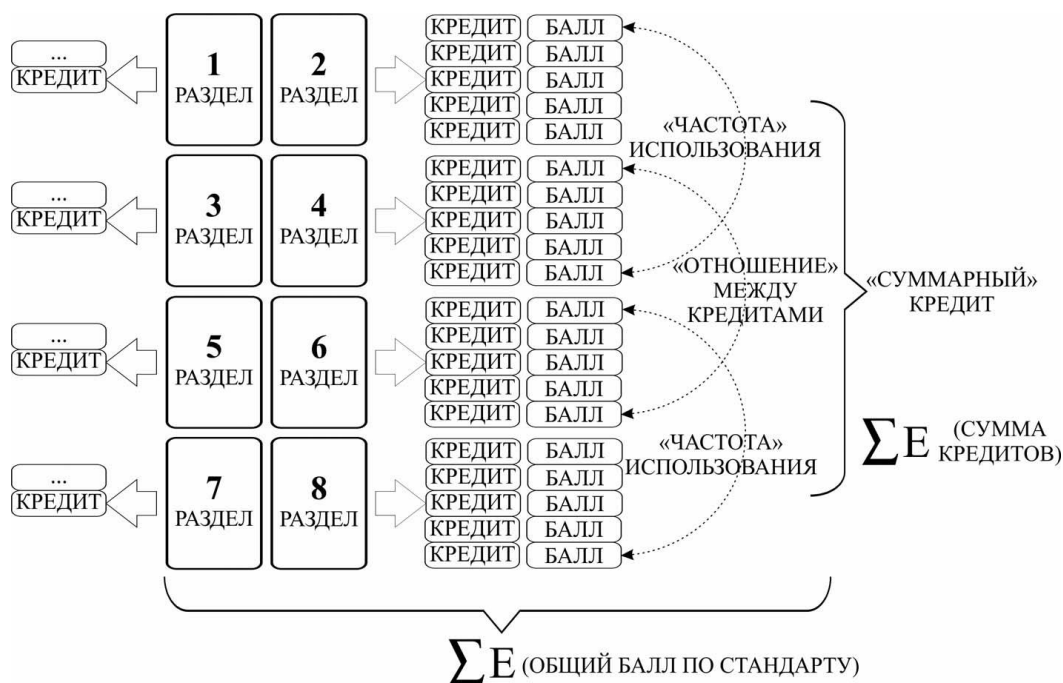 ...
КРЕДИТ
1
РАЗДЕЛ
2
РАЗДЕЛ
КРЕДИТ БАЛЛ
КРЕДИТ БАЛЛ
КРЕДИТ БАЛЛ
КРЕДИТ БАЛЛ
КРЕДИТ БАЛЛ
«ЧАСТОТА»
ИСПОЛЬЗОВАНИЯ
...
КРЕДИТ
3
РАЗДЕЛ
4
РАЗДЕЛ
КРЕДИТ БАЛЛ
КРЕДИТ БАЛЛ
КРЕДИТ БАЛЛ
КРЕДИТ БАЛЛ
КРЕДИТ БАЛЛ
«ОТНОШЕНИЕ»
МЕЖДУ
КРЕДИТАМИ
«СУММАРНЫЙ»
КРЕДИТ
...
КРЕДИТ
5
РАЗДЕЛ
6
РАЗДЕЛ
КРЕДИТ БАЛЛ
КРЕДИТ БАЛЛ
КРЕДИТ БАЛЛ
КРЕДИТ БАЛЛ
КРЕДИТ БАЛЛ
∑E (СУММА
КРЕДИТОВ)
«ЧАСТОТА»
ИСПОЛЬЗОВАНИЯ
...
КРЕДИТ
7
РАЗДЕЛ
8
РАЗДЕЛ
КРЕДИТ БАЛЛ
КРЕДИТ БАЛЛ
КРЕДИТ БАЛЛ
КРЕДИТ БАЛЛ
КРЕДИТ БАЛЛ
∑E (ОБЩИЙ БАЛЛ ПО СТАНДАРТУ)